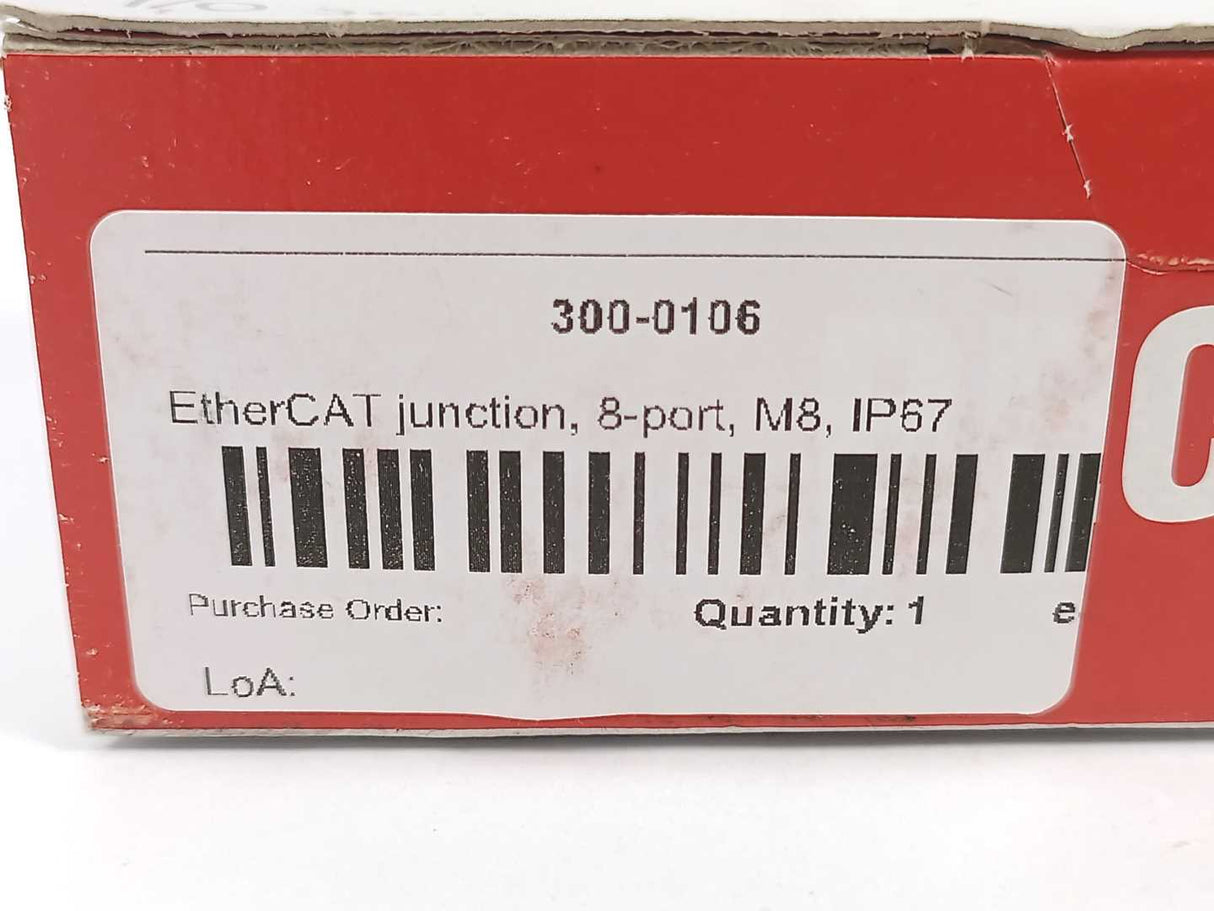 300-0106
EtherCAT junction, 8-port, M8, IP67
Purchase Order:
Quantity: 1
LoA: